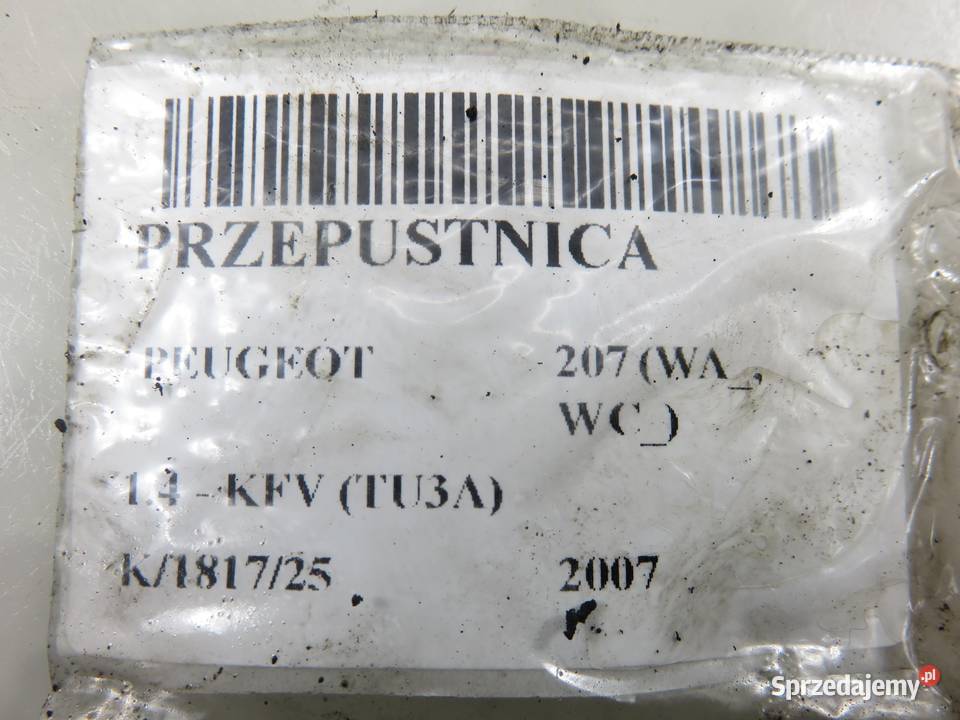 PRZEPUSTNICA
PEUGEOT 207 (WA_,
WC_)
1.4 - KFV (TU3A)
K/1817/25 2007
Sprzedajemy.pl